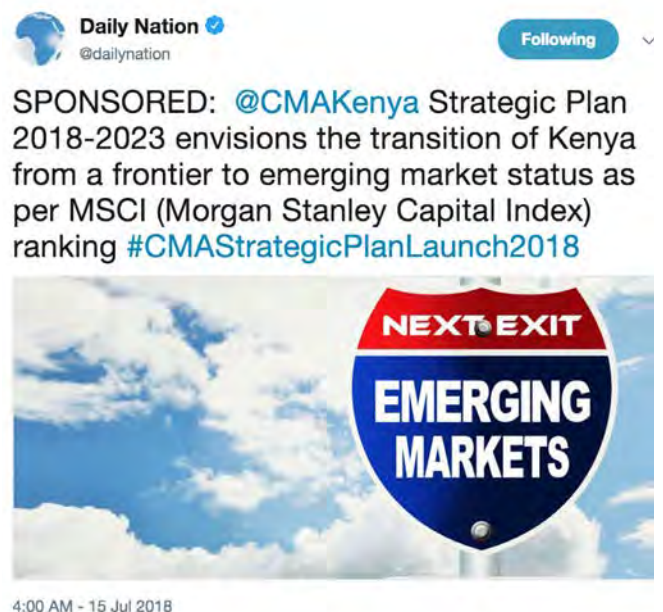 Daily Nation
@dailynation
Following
SPONSORED: @CMAKenya Strategic Plan
2018-2023 envisions the transition of Kenya
from a frontier to emerging market status as
per MSCI (Morgan Stanley Capital Index)
ranking #CMAStrategicPlanLaunch2018
NEXT EXIT
EMERGING
MARKETS
4:00 AM - 15 Jul 2018